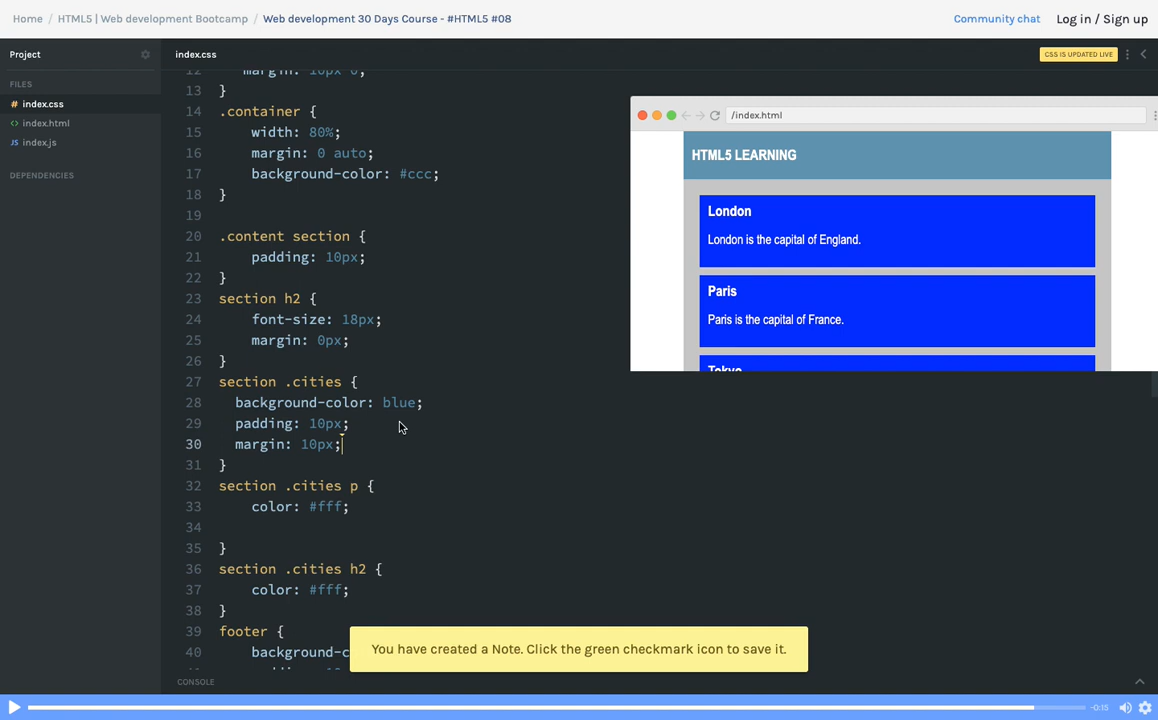 Home / HTML5 | Web development Bootcamp / Web development 30 Days Course - #HTML5 #08
Community chat
Log in / Sign up
Project
index.css
CSS IS UPDATED LIVE
FILES
# index.css
<> index.html
JS index.js
DEPENDENCIES
12 margin: 10px 0;
13 }
14 .container {
15 width: 80%;
16 margin: 0 auto;
17 background-color: #ccc;
18 }
19
20 .content section {
21 padding: 10px;
22 }
23 section h2 {
24 font-size: 18px;
25 margin: 0px;
26 }
27 section .cities {
28 background-color: blue;
29 padding: 10px;
30 margin: 10px;
31 }
32 section .cities p {
33 color: #fff;
34
35 }
36 section .cities h2 {
37 color: #fff;
38 }
39 footer {
40 background-c
/index.html
HTML5 LEARNING
London
London is the capital of England.
Paris
Paris is the capital of France.
Tokyo
You have created a Note. Click the green checkmark icon to save it.
CONSOLE
-0:15